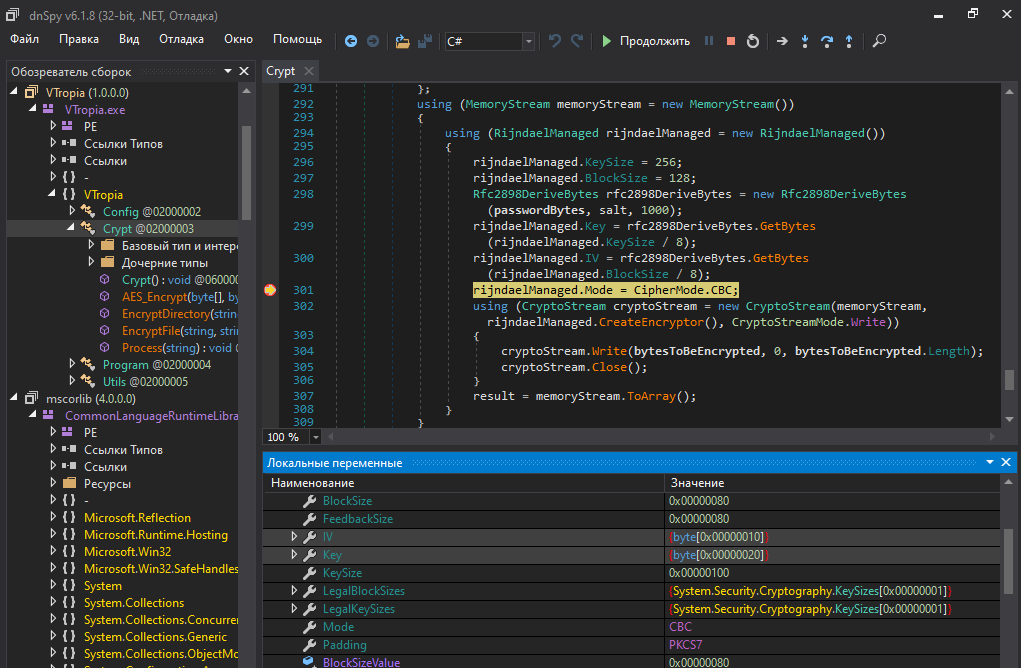 dnSpy v6.1.8 (32-bit, .NET, Отладка)
Файл Правка Вид Отладка Окно Помощь C# Продолжить
Обозреватель сборок
VTropia (1.0.0.0)
VTropia.exe
PE
Ссылки Типов
Ссылки
{ } -
{ } VTropia
Config @02000002
Crypt @02000003
Базовый тип и интер
Дочерние типы
Crypt() : void @060000
AES_Encrypt(byte[], by
EncryptDirectory(strin
EncryptFile(string, stri
Process(string) : void
Program @02000004
Utils @02000005
mscorlib (4.0.0.0)
CommonLanguageRuntimeLibra
PE
Ссылки Типов
Ссылки
Ресурсы
{ } -
{ } Microsoft.Reflection
{ } Microsoft.Runtime.Hosting
{ } Microsoft.Win32
{ } Microsoft.Win32.SafeHandles
{ } System
{ } System.Collections
{ } System.Collections.Concurre
{ } System.Collections.Generic
{ } System.Collections.ObjectMo
Crypt
291 };
292 using (MemoryStream memoryStream = new MemoryStream())
293 {
294 using (RijndaelManaged rijndaelManaged = new RijndaelManaged())
295 {
296 rijndaelManaged.KeySize = 256;
297 rijndaelManaged.BlockSize = 128;
298 Rfc2898DeriveBytes rfc2898DeriveBytes = new Rfc2898DeriveBytes
(passwordBytes, salt, 1000);
299 rijndaelManaged.Key = rfc2898DeriveBytes.GetBytes
(rijndaelManaged.KeySize / 8);
300 rijndaelManaged.IV = rfc2898DeriveBytes.GetBytes
(rijndaelManaged.BlockSize / 8);
301 rijndaelManaged.Mode = CipherMode.CBC;
302 using (CryptoStream cryptoStream = new CryptoStream(memoryStream,
rijndaelManaged.CreateEncryptor(), CryptoStreamMode.Write))
303 {
304 cryptoStream.Write(bytesToBeEncrypted, 0, bytesToBeEncrypted.Length);
305 cryptoStream.Close();
306 }
307 result = memoryStream.ToArray();
308 }
309 }
100 %
Локальные переменные
Наименование Значение
BlockSize 0x00000080
FeedbackSize 0x00000080
IV {byte[0x00000010]}
Key {byte[0x00000020]}
KeySize 0x00000100
LegalBlockSizes {System.Security.Cryptography.KeySizes[0x00000001]}
LegalKeySizes {System.Security.Cryptography.KeySizes[0x00000001]}
Mode CBC
Padding PKCS7
BlockSizeValue 0x00000080